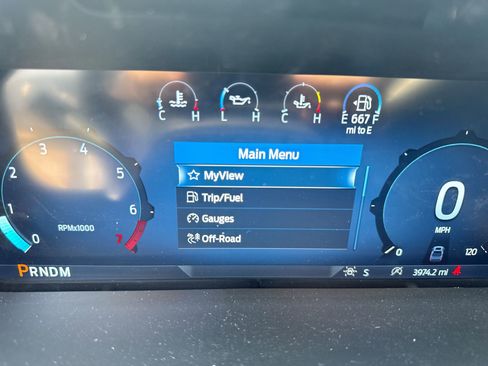 C H L H C H E 667 F
mi to E
Main Menu
MyView
Trip/Fuel
Gauges
Off-Road
0 1 2 3 4 5 6 7
RPMx1000
0
MPH
0 120
PRNDM
S 3974.2 mi